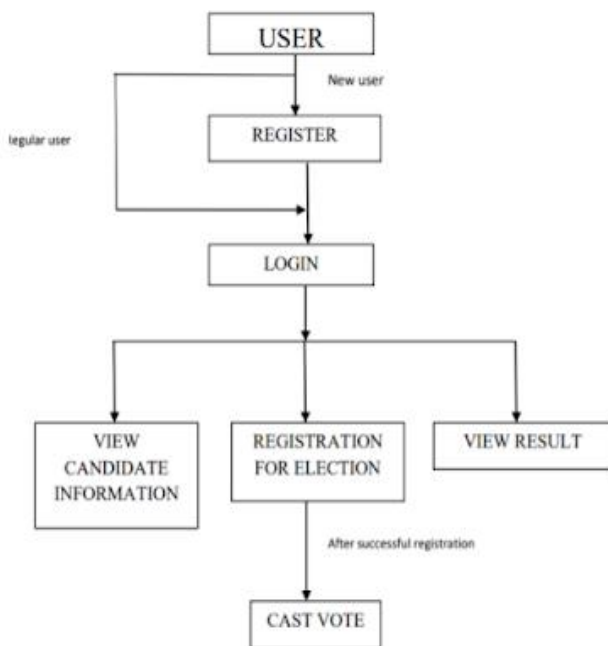 USER
New user
legular user
REGISTER
LOGIN
VIEW
CANDIDATE
INFORMATION
REGISTRATION
FOR ELECTION
VIEW RESULT
After successful registration
CAST VOTE